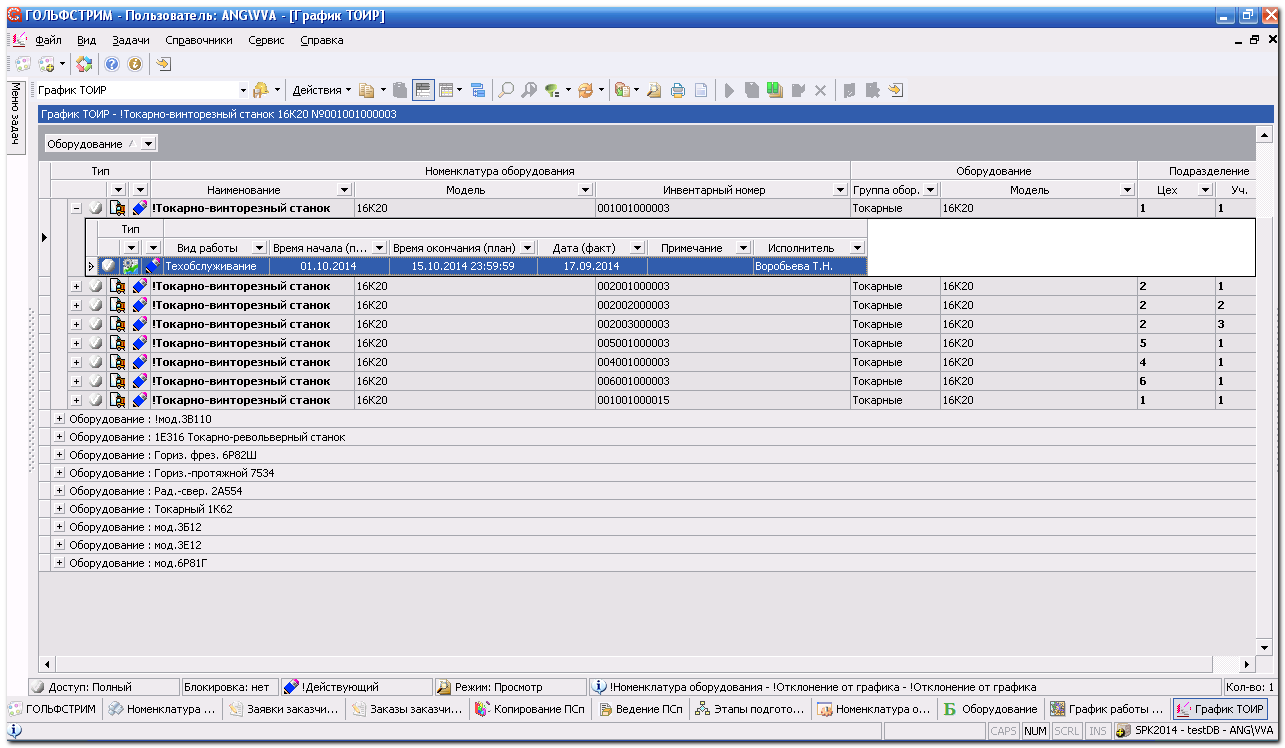 ГОЛЬФСТРИМ - Пользователь: ANG\VVA - [График ТОИР]
Файл Вид Задачи Справочники Сервис Справка
График ТОИР Действия
Меню задач
График ТОИР - !Токарно-винторезный станок 16К20 №001001000003
Оборудование
Тип Номенклатура оборудования Оборудование Подразделение
Наименование Модель Инвентарный номер Группа обор. Модель Цех Уч.
!Токарно-винторезный станок 16К20 001001000003 Токарные 16К20 1 1
Тип
Вид работы Время начала (п... Время окончания (план) Дата (факт) Примечание Исполнитель
Техобслуживание 01.10.2014 15.10.2014 23:59:59 17.09.2014 Воробьева Т.Н.
!Токарно-винторезный станок 16К20 002001000003 Токарные 16К20 2 1
!Токарно-винторезный станок 16К20 002002000003 Токарные 16К20 2 2
!Токарно-винторезный станок 16К20 002003000003 Токарные 16К20 2 3
!Токарно-винторезный станок 16К20 005001000003 Токарные 16К20 5 1
!Токарно-винторезный станок 16К20 004001000003 Токарные 16К20 4 1
!Токарно-винторезный станок 16К20 006001000003 Токарные 16К20 6 1
!Токарно-винторезный станок 16К20 001001000015 Токарные 16К20 1 1
Оборудование : !мод.3В110
Оборудование : 1Е316 Токарно-револьверный станок
Оборудование : Гориз. фрез. 6Р82Ш
Оборудование : Гориз.-протяжной 7534
Оборудование : Рад.-свер. 2А554
Оборудование : Токарный 1К62
Оборудование : мод.3Б12
Оборудование : мод.3Е12
Оборудование : мод.6Р81Г
Доступ: Полный Блокировка: нет !Действующий Режим: Просмотр !Номенклатура оборудования - !Отклонение от графика - !Отклонение от графика Кол-во: 1
ГОЛЬФСТРИМ Номенклатура ... Заявки заказчи... Заказы заказчи... Копирование ПСп Ведение ПСп Этапы подгото... Номенклатура о... Б Оборудование График работы ... График ТОИР
CAPS NUM SCRL INS SPK2014 - testDB - ANG\VVA